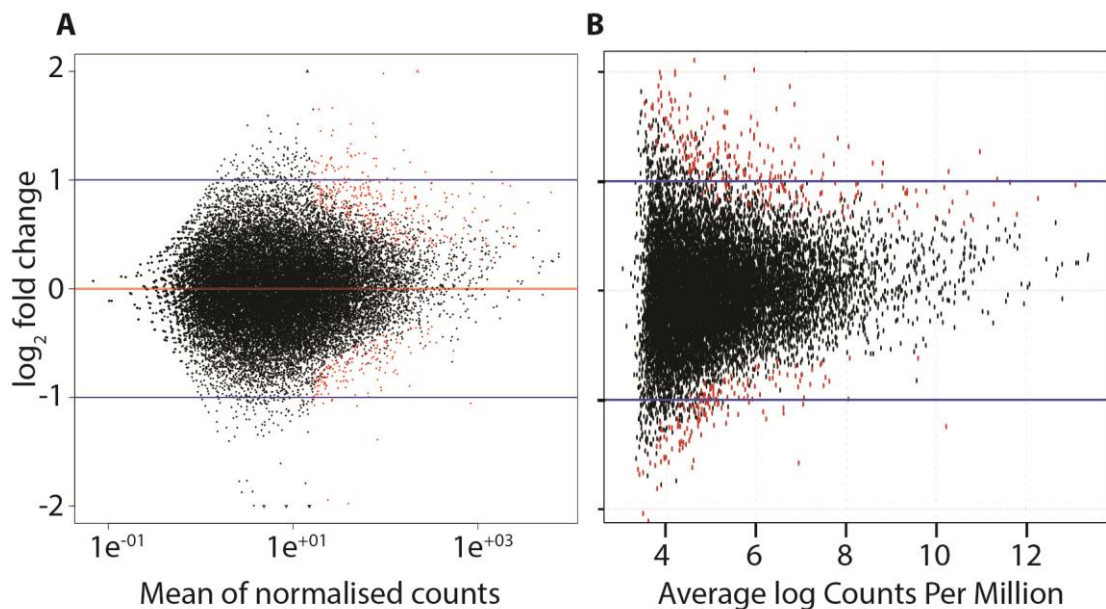 A
B
log₂ fold change
2
1
0
-1
-2
1e⁻⁰¹
1e⁺⁰¹
1e⁺⁰³
4
6
8
10
12
Mean of normalised counts
Average log Counts Per Million